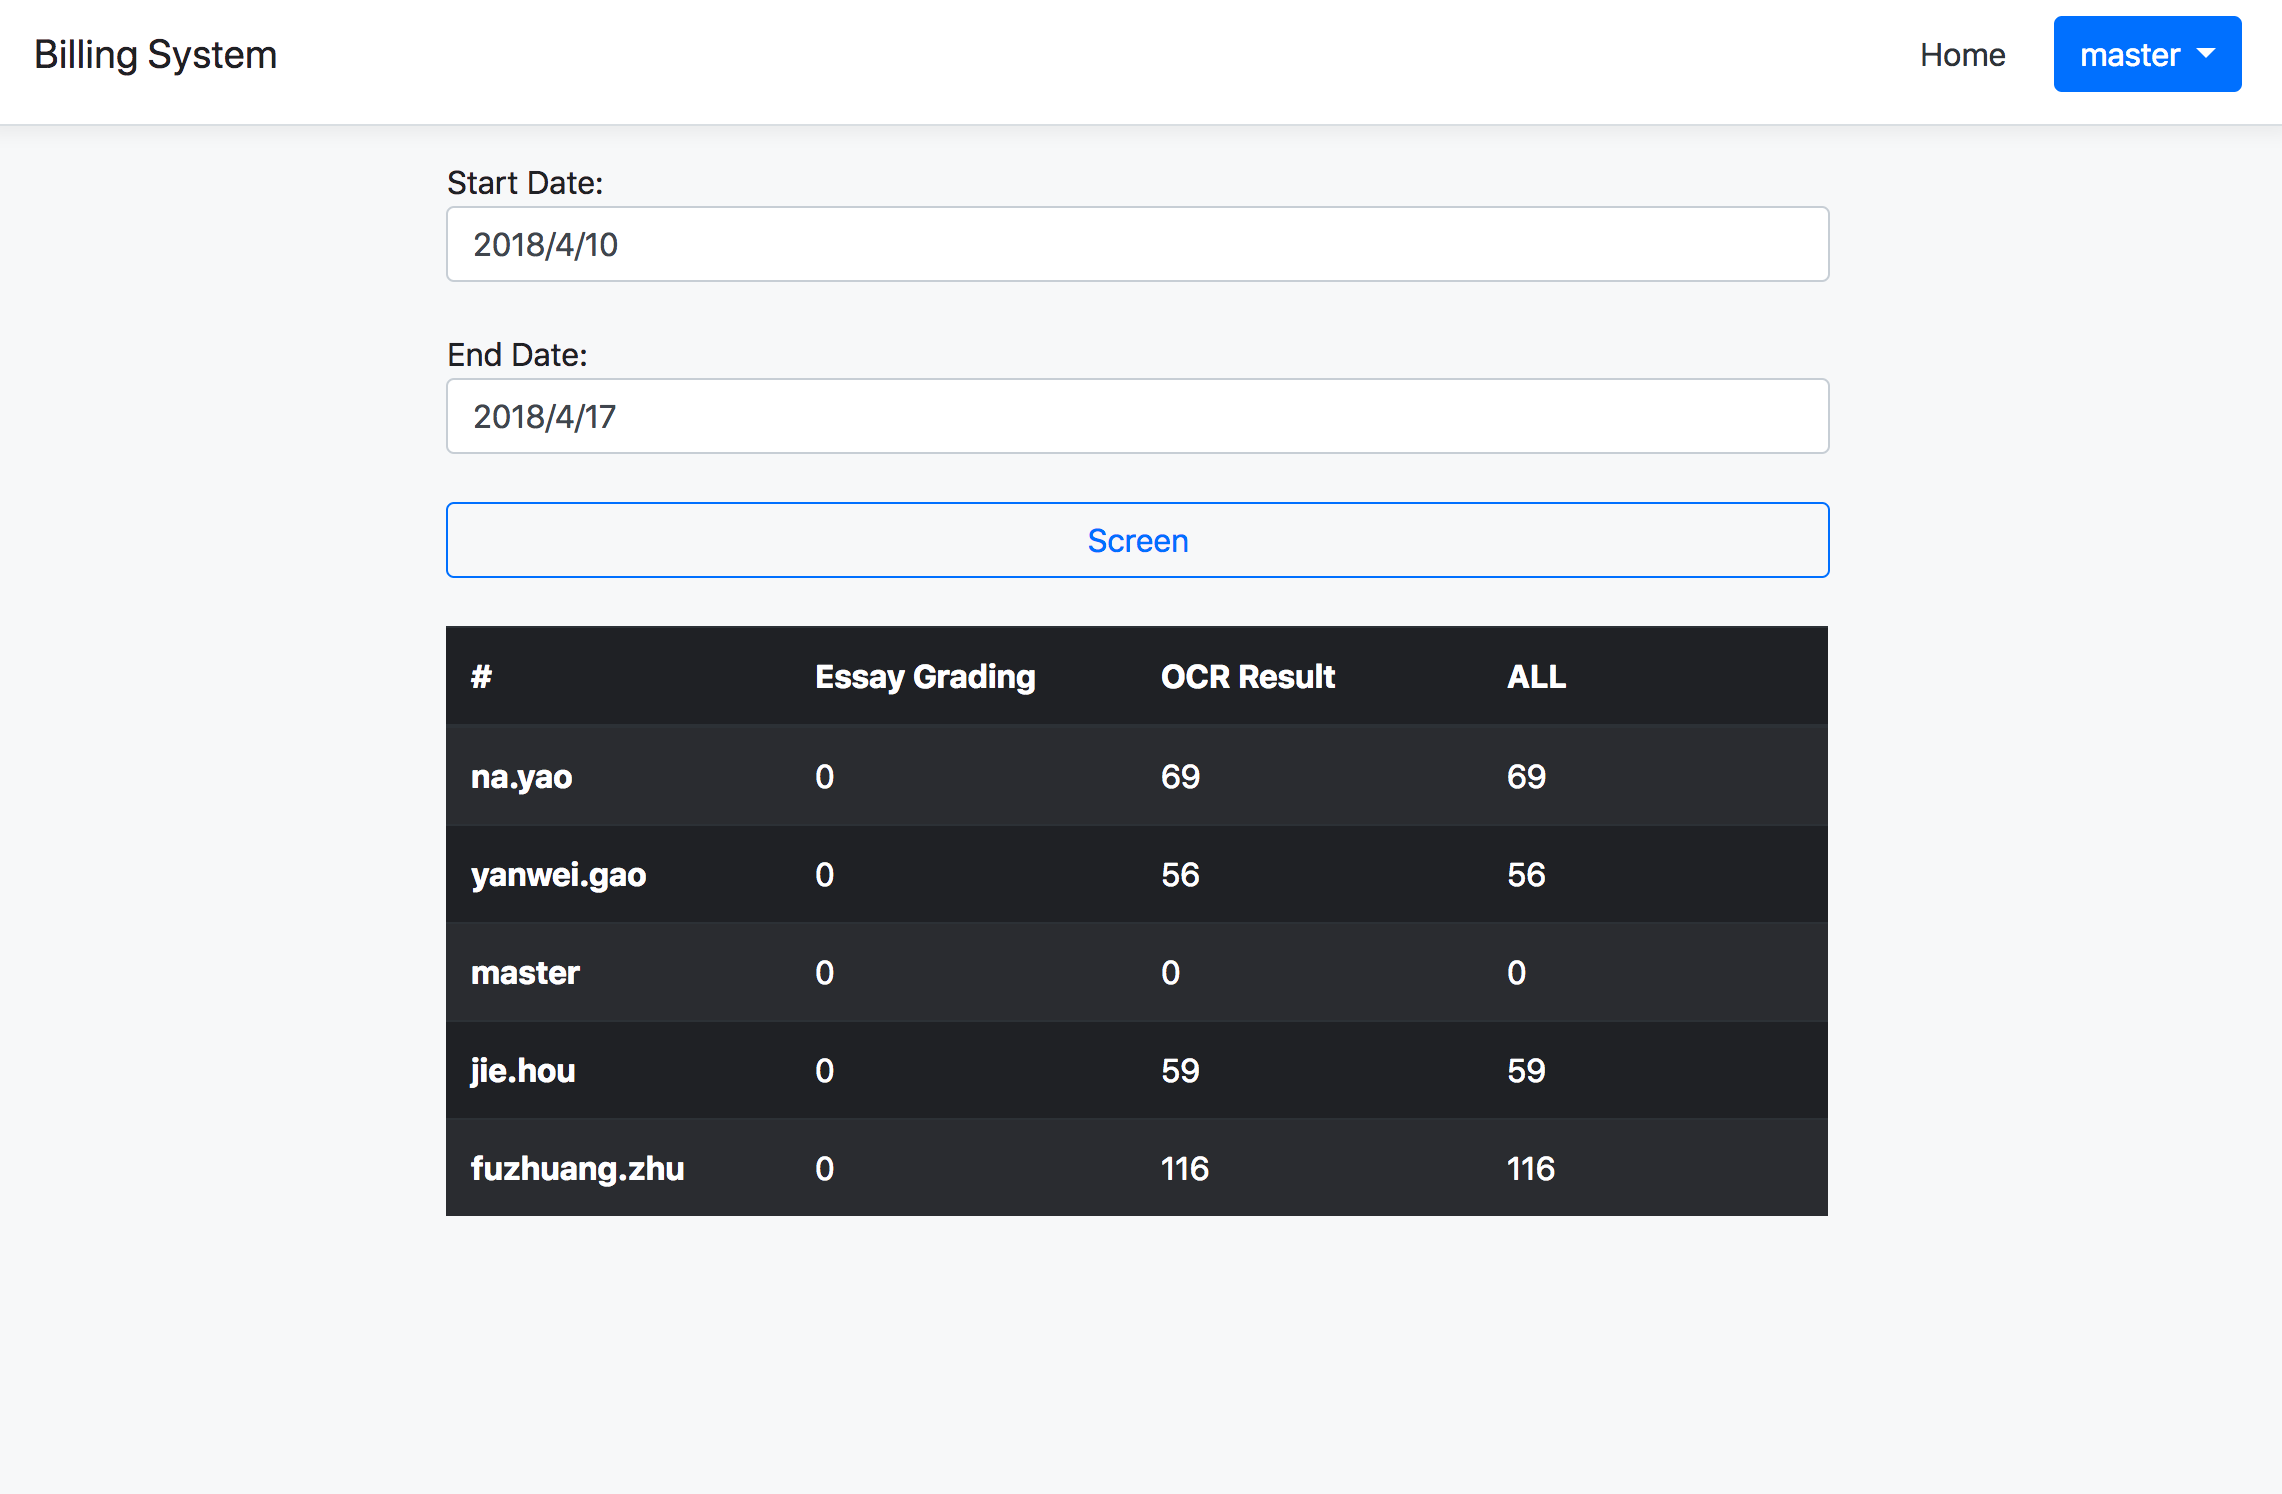 Billing System Home master
Start Date:
2018/4/10
End Date:
2018/4/17
Screen
# Essay Grading OCR Result ALL
na.yao 0 69 69
yanwei.gao 0 56 56
master 0 0 0
jie.hou 0 59 59
fuzhuang.zhu 0 116 116